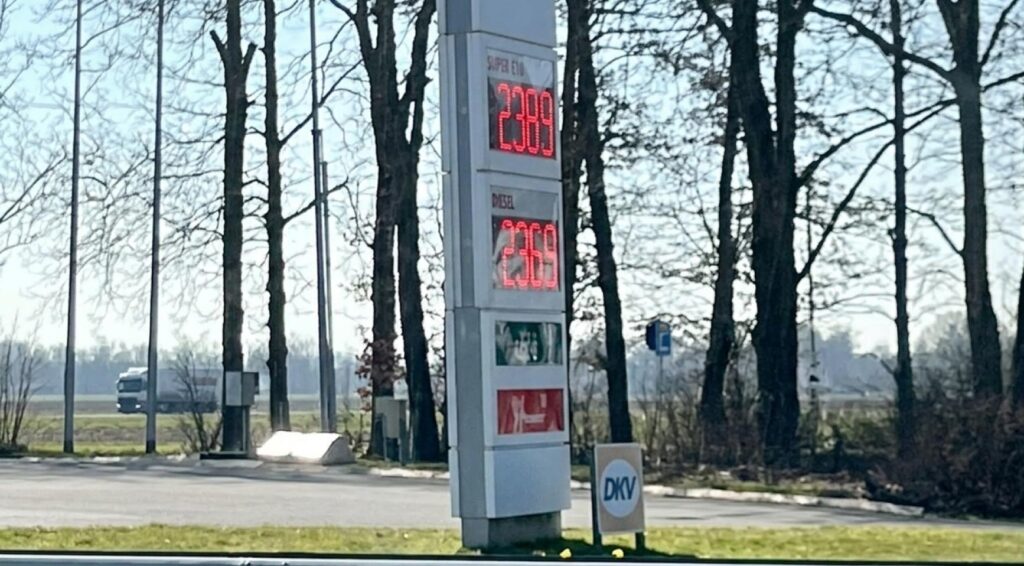 SUPER E10
2389
DIESEL
2369
DKV